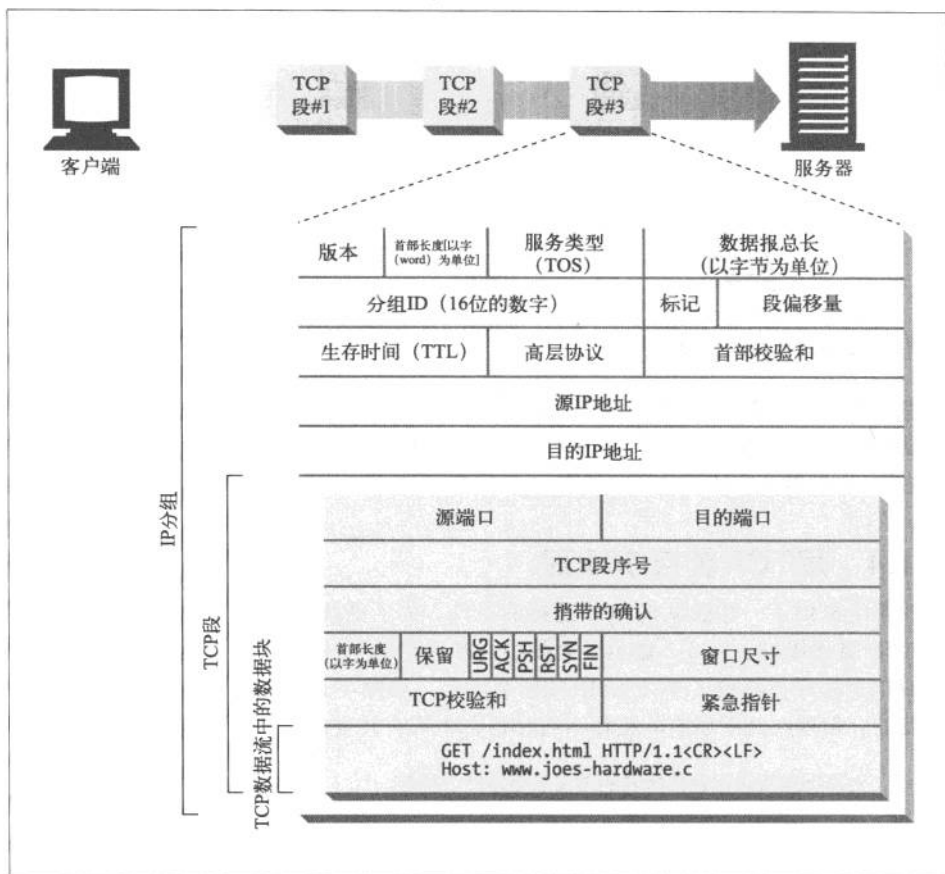 TCP
段#1
TCP
段#2
TCP
段#3
客户端
服务器
版本
首部长度[以字
(word) 为单位]
服务类型
(TOS)
数据报总长
(以字节为单位)
分组ID (16位的数字)
标记
段偏移量
生存时间 (TTL)
高层协议
首部校验和
源IP地址
目的IP地址
源端口
目的端口
TCP段序号
捎带的确认
首部长度
(以字为单位)
保留
URG
ACK
PSH
RST
SYN
FIN
窗口尺寸
TCP校验和
紧急指针
GET /index.html HTTP/1.1<CR><LF>
Host: www.joes-hardware.c
IP分组
TCP段
TCP数据流中的数据块